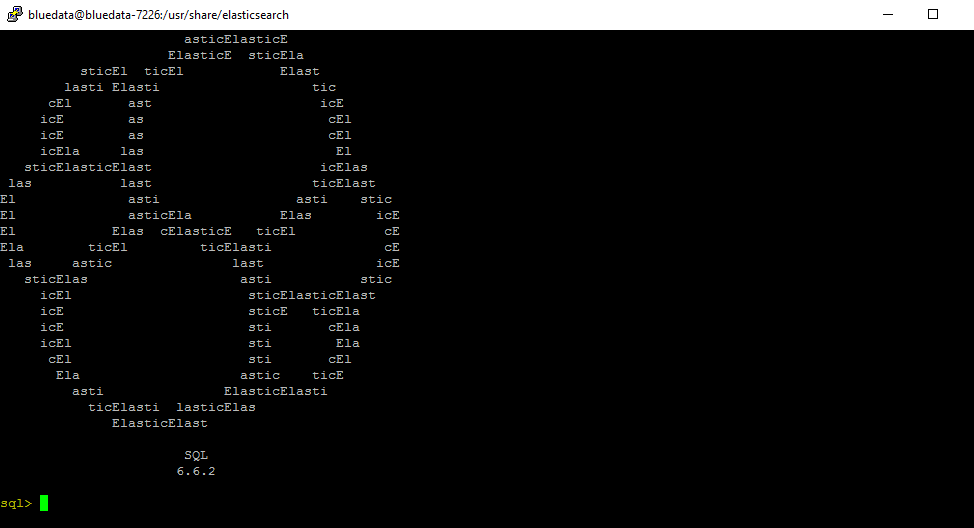 bluedata@bluedata-7226:/usr/share/elasticsearch
asticElasticE
ElasticE sticEla
sticEl ticEl Elast
lasti Elasti tic
cEl ast icE
icE as cEl
icE as cEl
icEla las El
sticElasticElast icElas
las last ticElast
El asti asti stic
El asticEla Elas icE
El Elas cElasticE ticEl cE
Ela ticEl ticElasti cE
las astic last icE
sticElas asti stic
icEl sticElasticElast
icE sticE ticEla
icE sti cEla
icEl sti Ela
cEl sti cEl
Ela astic ticE
asti ElasticElasti
ticElasti lasticElas
ElasticElast
SQL
6.6.2
sql>